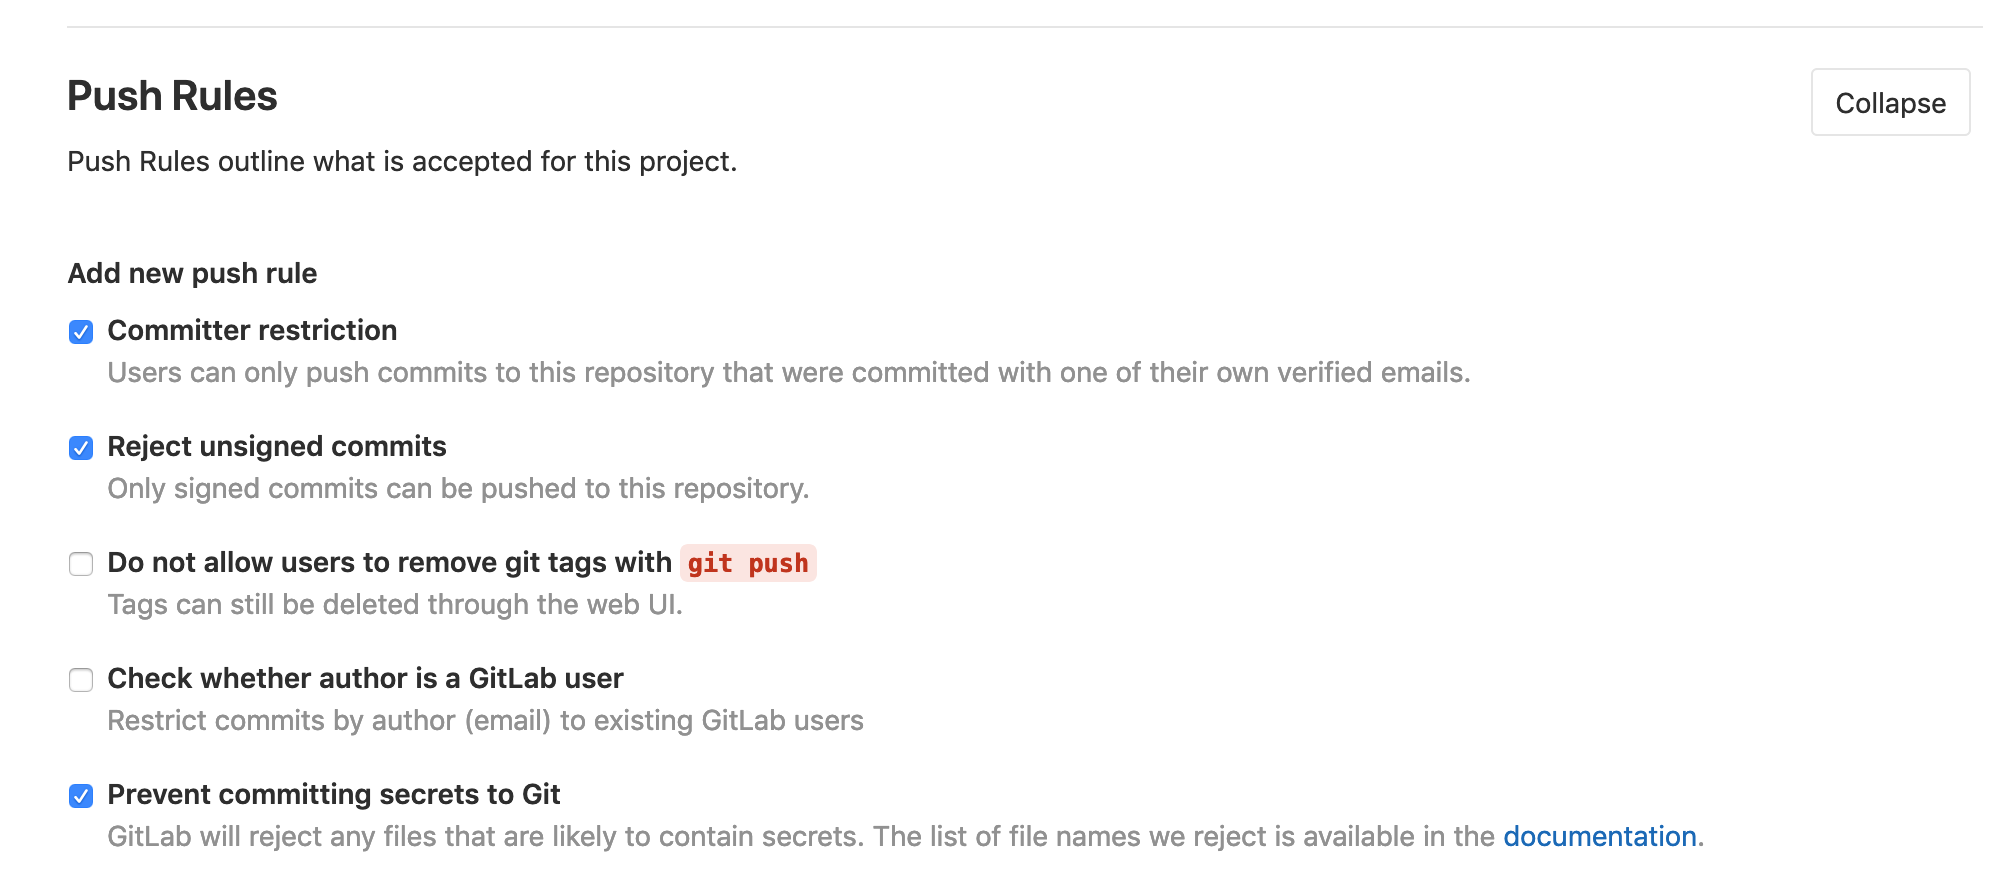 Push Rules
Collapse
Push Rules outline what is accepted for this project.
Add new push rule
Committer restriction
Users can only push commits to this repository that were committed with one of their own verified emails.
Reject unsigned commits
Only signed commits can be pushed to this repository.
Do not allow users to remove git tags with git push
Tags can still be deleted through the web UI.
Check whether author is a GitLab user
Restrict commits by author (email) to existing GitLab users
Prevent committing secrets to Git
GitLab will reject any files that are likely to contain secrets. The list of file names we reject is available in the documentation.